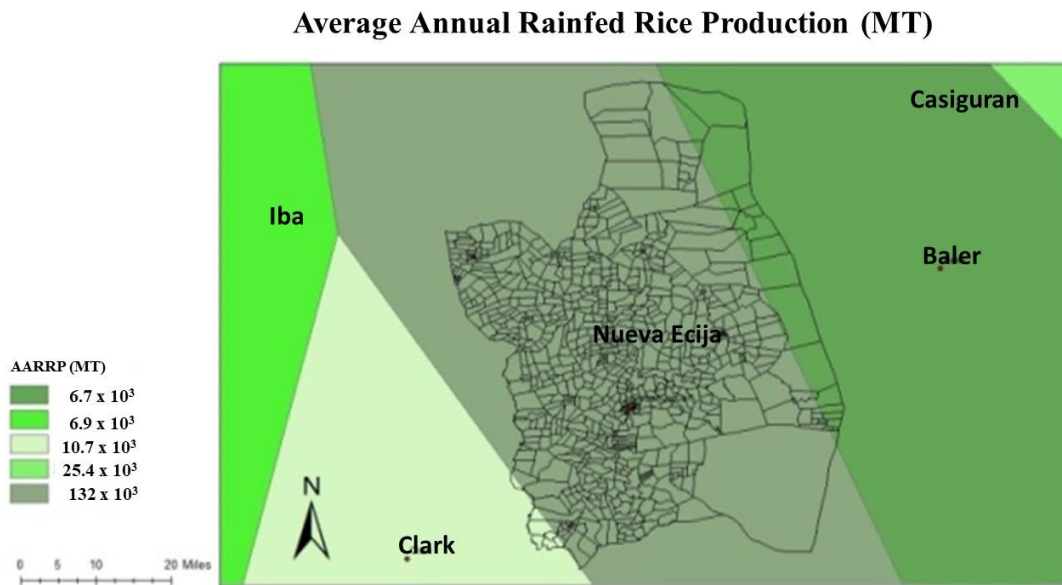 Average Annual Rainfed Rice Production (MT)
Casiguran
Iba
Baler
Nueva Ecija
AARRP (MT)
6.7 x 10³
6.9 x 10³
10.7 x 10³
25.4 x 10³
132 x 10³
N
Clark
0 5 10 20 Miles